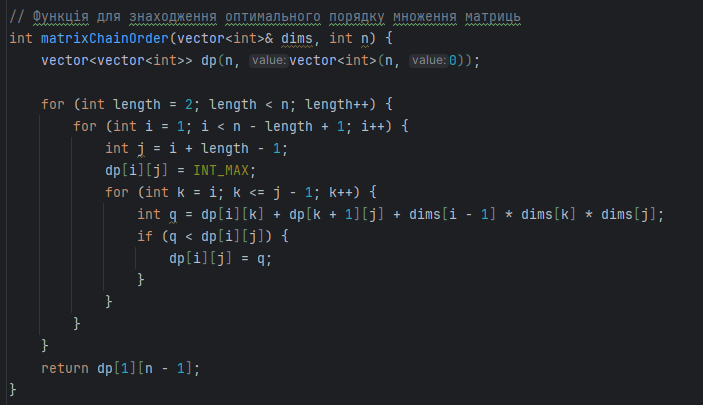 // Функція для знаходження оптимального порядку множення матриць
int matrixChainOrder(vector<int>& dims, int n) {
    vector<vector<int>> dp(n, value: vector<int>(n, value: 0));

    for (int length = 2; length < n; length++) {
        for (int i = 1; i < n - length + 1; i++) {
            int j = i + length - 1;
            dp[i][j] = INT_MAX;
            for (int k = i; k <= j - 1; k++) {
                int q = dp[i][k] + dp[k + 1][j] + dims[i - 1] * dims[k] * dims[j];
                if (q < dp[i][j]) {
                    dp[i][j] = q;
                }
            }
        }
    }
    return dp[1][n - 1];
}